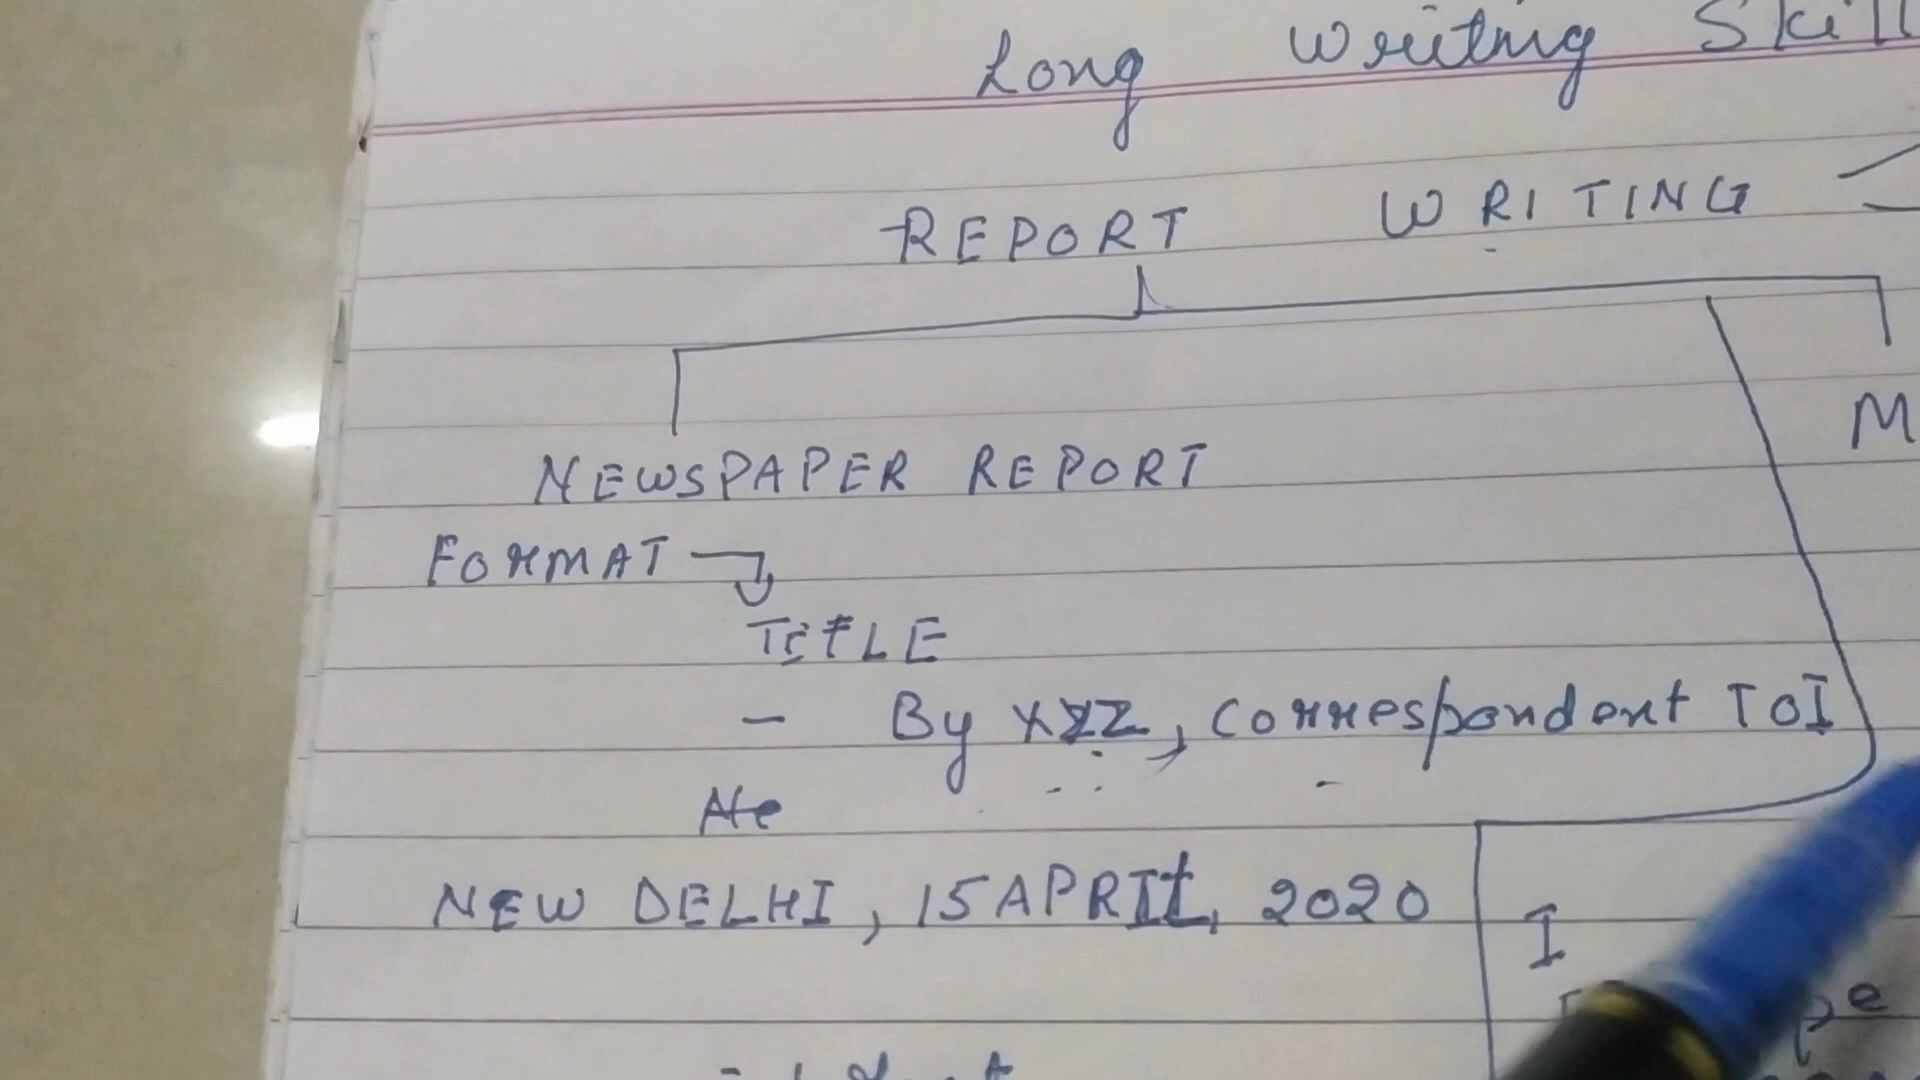 Long Writing Skill
REPORT WRITING
M
NEWSPAPER REPORT
FORMAT
TITLE
- By XYZ, Correspondent TOI
NEW DELHI, 15 APRIL, 2020
I